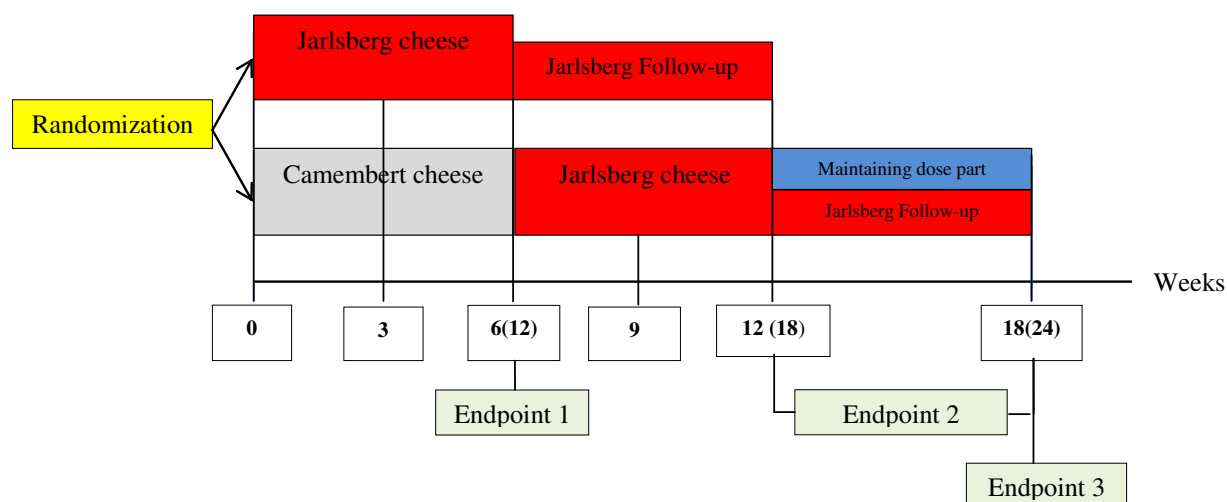 Jarlsberg cheese
Jarlsberg Follow-up
Randomization
Camembert cheese
Jarlsberg cheese
Maintaining dose part
Jarlsberg Follow-up
Weeks
0
3
6(12)
9
12 (18)
18(24)
Endpoint 1
Endpoint 2
Endpoint 3